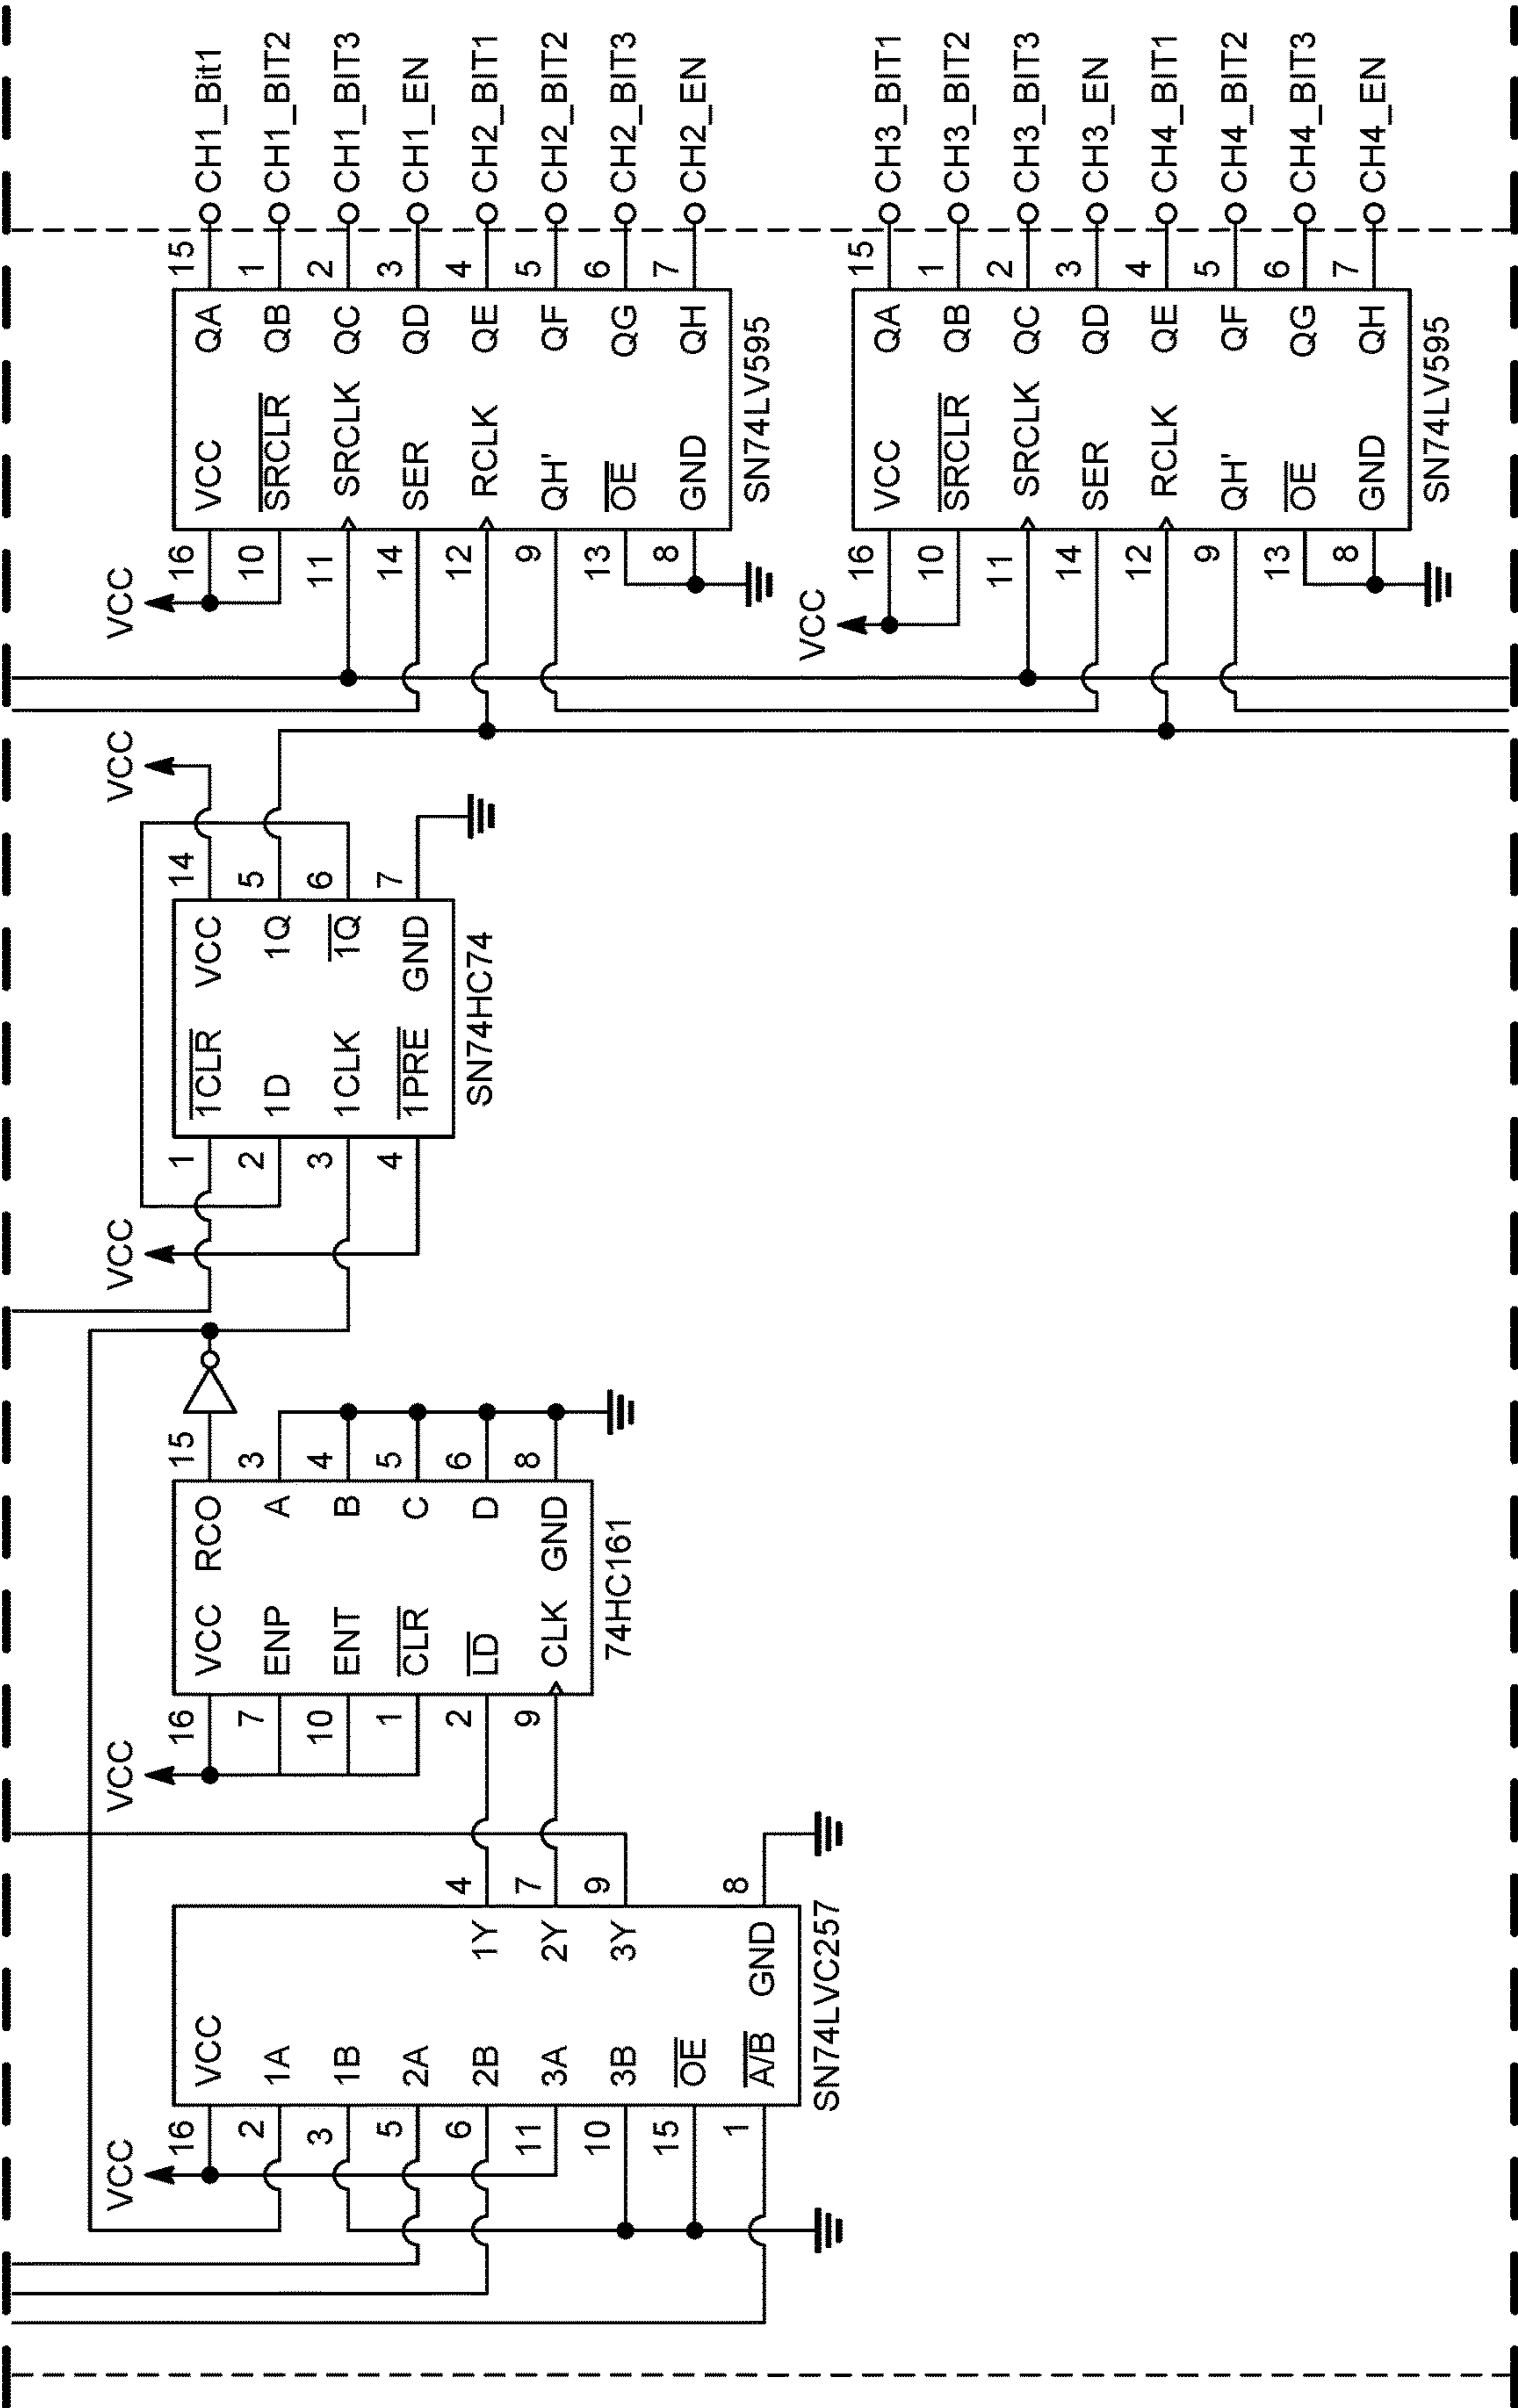 CH1_Bit1
CH1_BIT2
CH1_BIT3
CH1_EN
CH2_BIT1
CH2_BIT2
CH2_BIT3
CH2_EN
CH3_BIT1
CH3_BIT2
CH3_BIT3
CH3_EN
CH4_BIT1
CH4_BIT2
CH4_BIT3
CH4_EN
VCC
16 VCC QA 15
10 SRCLR QB 1
11 SRCLK QC 2
14 SER QD 3
12 RCLK QE 4
9 QH' QF 5
13 OE QG 6
8 GND QH 7
SN74LV595
VCC
16 VCC QA 15
10 SRCLR QB 1
11 SRCLK QC 2
14 SER QD 3
12 RCLK QE 4
9 QH' QF 5
13 OE QG 6
8 GND QH 7
SN74LV595
VCC
VCC
1 1CLR VCC 14
2 1D 1Q 5
3 1CLK 1Q 6
4 1PRE GND 7
SN74HC74
VCC
16 VCC RCO 15
7 ENP A 3
10 ENT B 4
1 CLR C 5
2 LD D 6
9 CLK GND 8
74HC161
VCC
16 VCC
2 1A
3 1B
5 2A
6 2B 1Y 4
11 3A 2Y 7
10 3B 3Y 9
15 OE
1 A/B GND 8
SN74LVC257